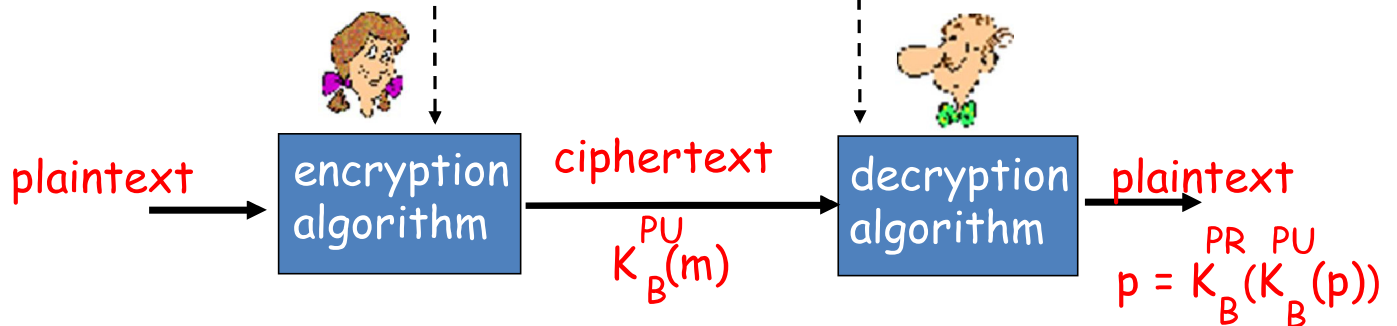 plaintext
encryption
algorithm
ciphertext
K_B^PU(m)
decryption
algorithm
plaintext
p = K_B^PR(K_B^PU(p))